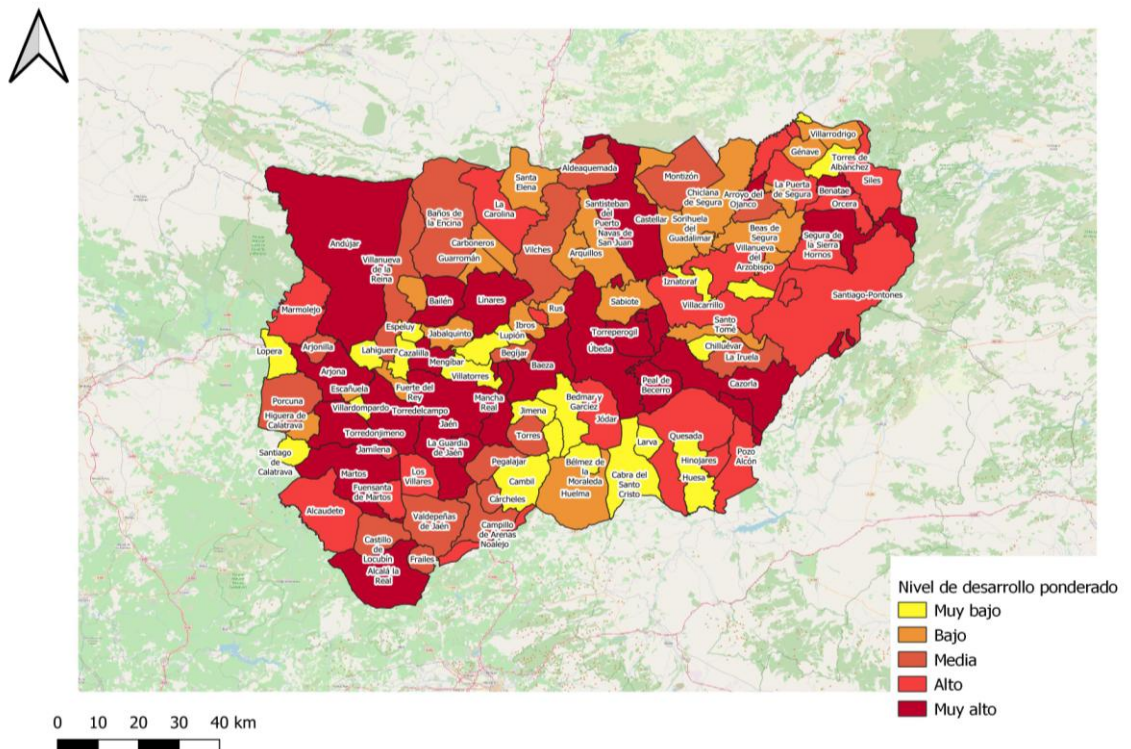 Villarrodrigo
Génave
Torres de
Albánchez
Aldeaquemada
Santa
Elena
Montizón
La Puerta
de Segura
Siles
Benatae
Orcera
Chiclana
de Segura
Arroyo del
Ojanco
La
Carolina
Santisteban
del
Puerto
Castellar
Sorihuela
del
Guadalimar
Baños de
la Encina
Navas de
San Juan
Beas de
Segura
Segura de
la Sierra
Hornos
Andújar
Carboneros
Guarromán
Vilches
Arquillos
Villanueva
del
Arzobispo
Villanueva
de la
Reina
Iznatoraf
Santiago-Pontones
Marmolejo
Bailén
Linares
Rus
Sabiote
Villacarrillo
Santo
Tomé
Espeluy
Jabalquinto
Ibros
Lupión
Torreperogil
Lopera
Arjonilla
Lahiguera
Cazalilla
Mengíbar
Begíjar
Úbeda
Chilluévar
La Iruela
Arjona
Villatorres
Baeza
Peal de
Becerro
Cazorla
Escañuela
Fuerte del
Rey
Mancha
Real
Porcuna
Villardompardo
Torredelcampo
Jimena
Bedmar y
Garcíez
Higuera de
Calatrava
Jaén
Jódar
Torredonjimeno
Torres
Larva
Quesada
Santiago
de
Calatrava
Jamilena
La Guardia
de Jaén
Pozo
Alcón
Martos
Los
Villares
Pegalajar
Bélmez de
la
Moraleda
Hinojares
Fuensanta
de Martos
Cambil
Cabra del
Santo
Cristo
Huesa
Cárcheles
Huelma
Alcaudete
Valdepeñas
de Jaén
Campillo
de Arenas
Noalejo
Castillo
de
Locubín
Frailes
Alcalá la
Real
Nivel de desarrollo ponderado
Muy bajo
Bajo
Media
Alto
Muy alto
0 10 20 30 40 km